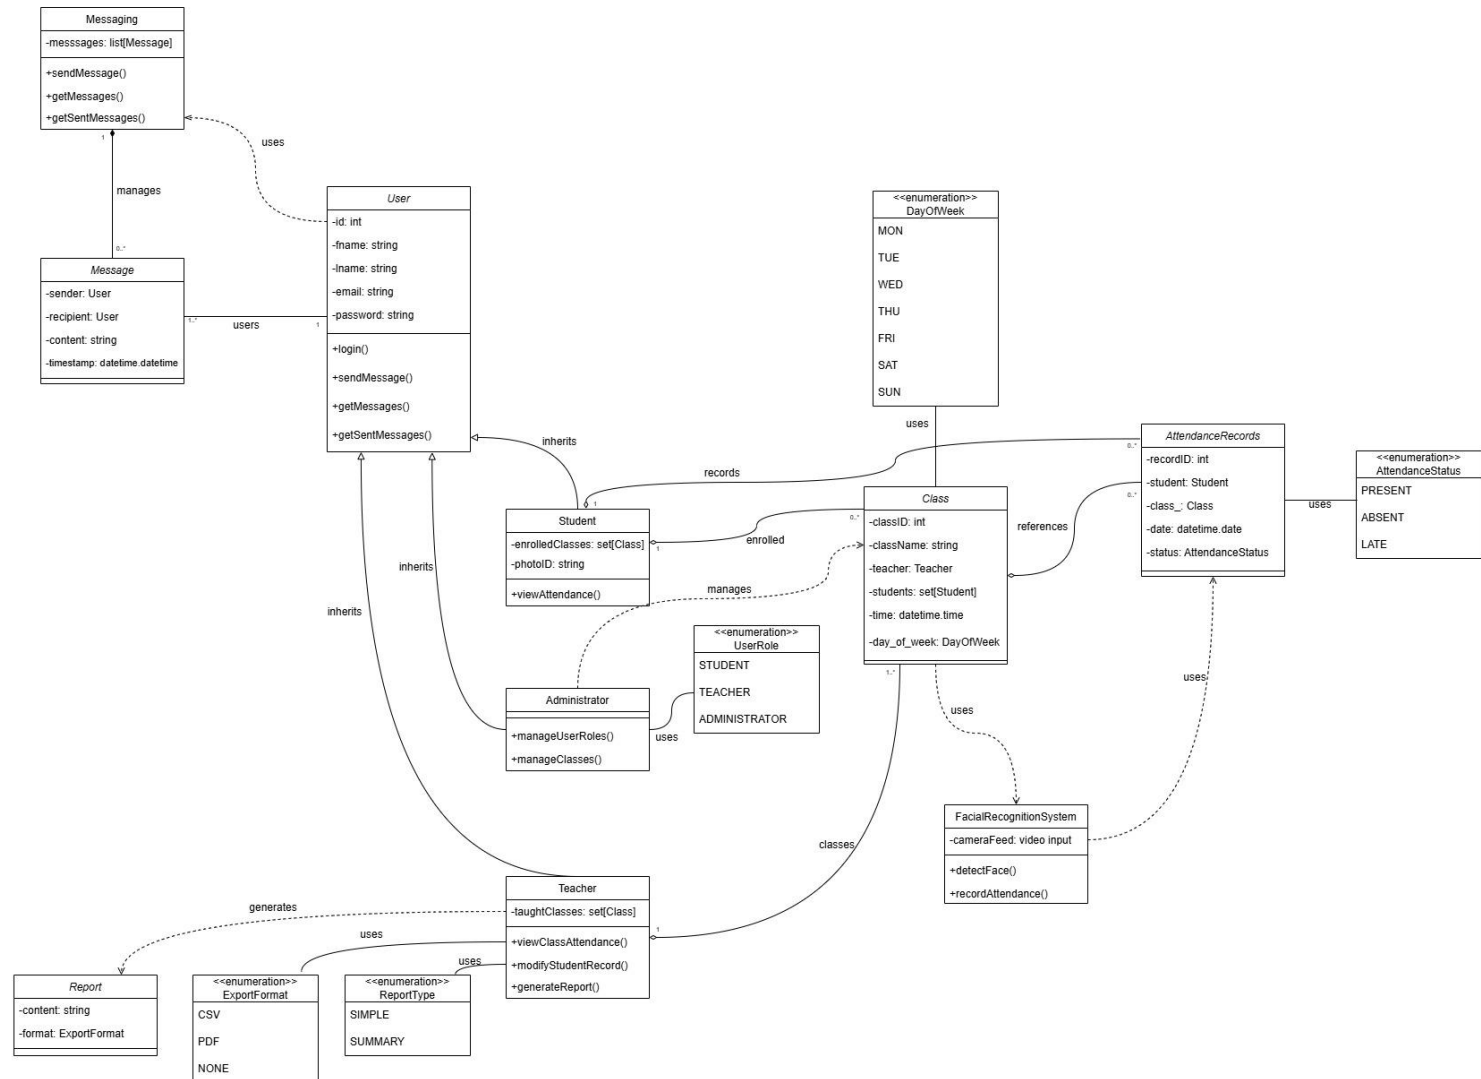 Messaging
-messsages: list[Message]
+sendMessage()
+getMessages()
+getSentMessages()
1
manages
0..*
uses
Message
-sender: User
-recipient: User
-content: string
-timestamp: datetime.datetime
1..*
users
1
User
-id: int
-fname: string
-lname: string
-email: string
-password: string
+login()
+sendMessage()
+getMessages()
+getSentMessages()
inherits
inherits
inherits
<<enumeration>>
DayOfWeek
MON
TUE
WED
THU
FRI
SAT
SUN
uses
records
1
0..*
Student
-enrolledClasses: set[Class]
-photoID: string
+viewAttendance()
1
enrolled
0..*
Class
-classID: int
-className: string
-teacher: Teacher
-students: set[Student]
-time: datetime.time
-day_of_week: DayOfWeek
1..*
references
0..*
AttendanceRecords
-recordID: int
-student: Student
-class_: Class
-date: datetime.date
-status: AttendanceStatus
uses
<<enumeration>>
AttendanceStatus
PRESENT
ABSENT
LATE
manages
<<enumeration>>
UserRole
STUDENT
TEACHER
ADMINISTRATOR
Administrator
+manageUserRoles()
+manageClasses()
uses
uses
uses
FacialRecognitionSystem
-cameraFeed: video input
+detectFace()
+recordAttendance()
classes
1
Teacher
-taughtClasses: set[Class]
+viewClassAttendance()
+modifyStudentRecord()
+generateReport()
generates
uses
uses
Report
-content: string
-format: ExportFormat
<<enumeration>>
ExportFormat
CSV
PDF
NONE
<<enumeration>>
ReportType
SIMPLE
SUMMARY